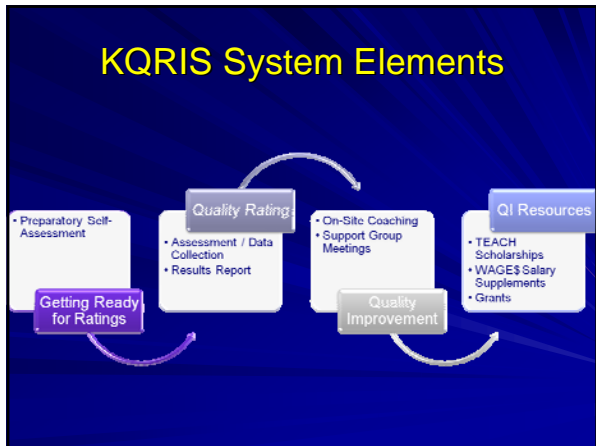 KQRIS System Elements
• Preparatory Self-
Assessment
Getting Ready
for Ratings
Quality Rating
• Assessment / Data
Collection
• Results Report
• On-Site Coaching
• Support Group
Meetings
Quality
Improvement
QI Resources
• TEACH
Scholarships
• WAGE$ Salary
Supplements
• Grants